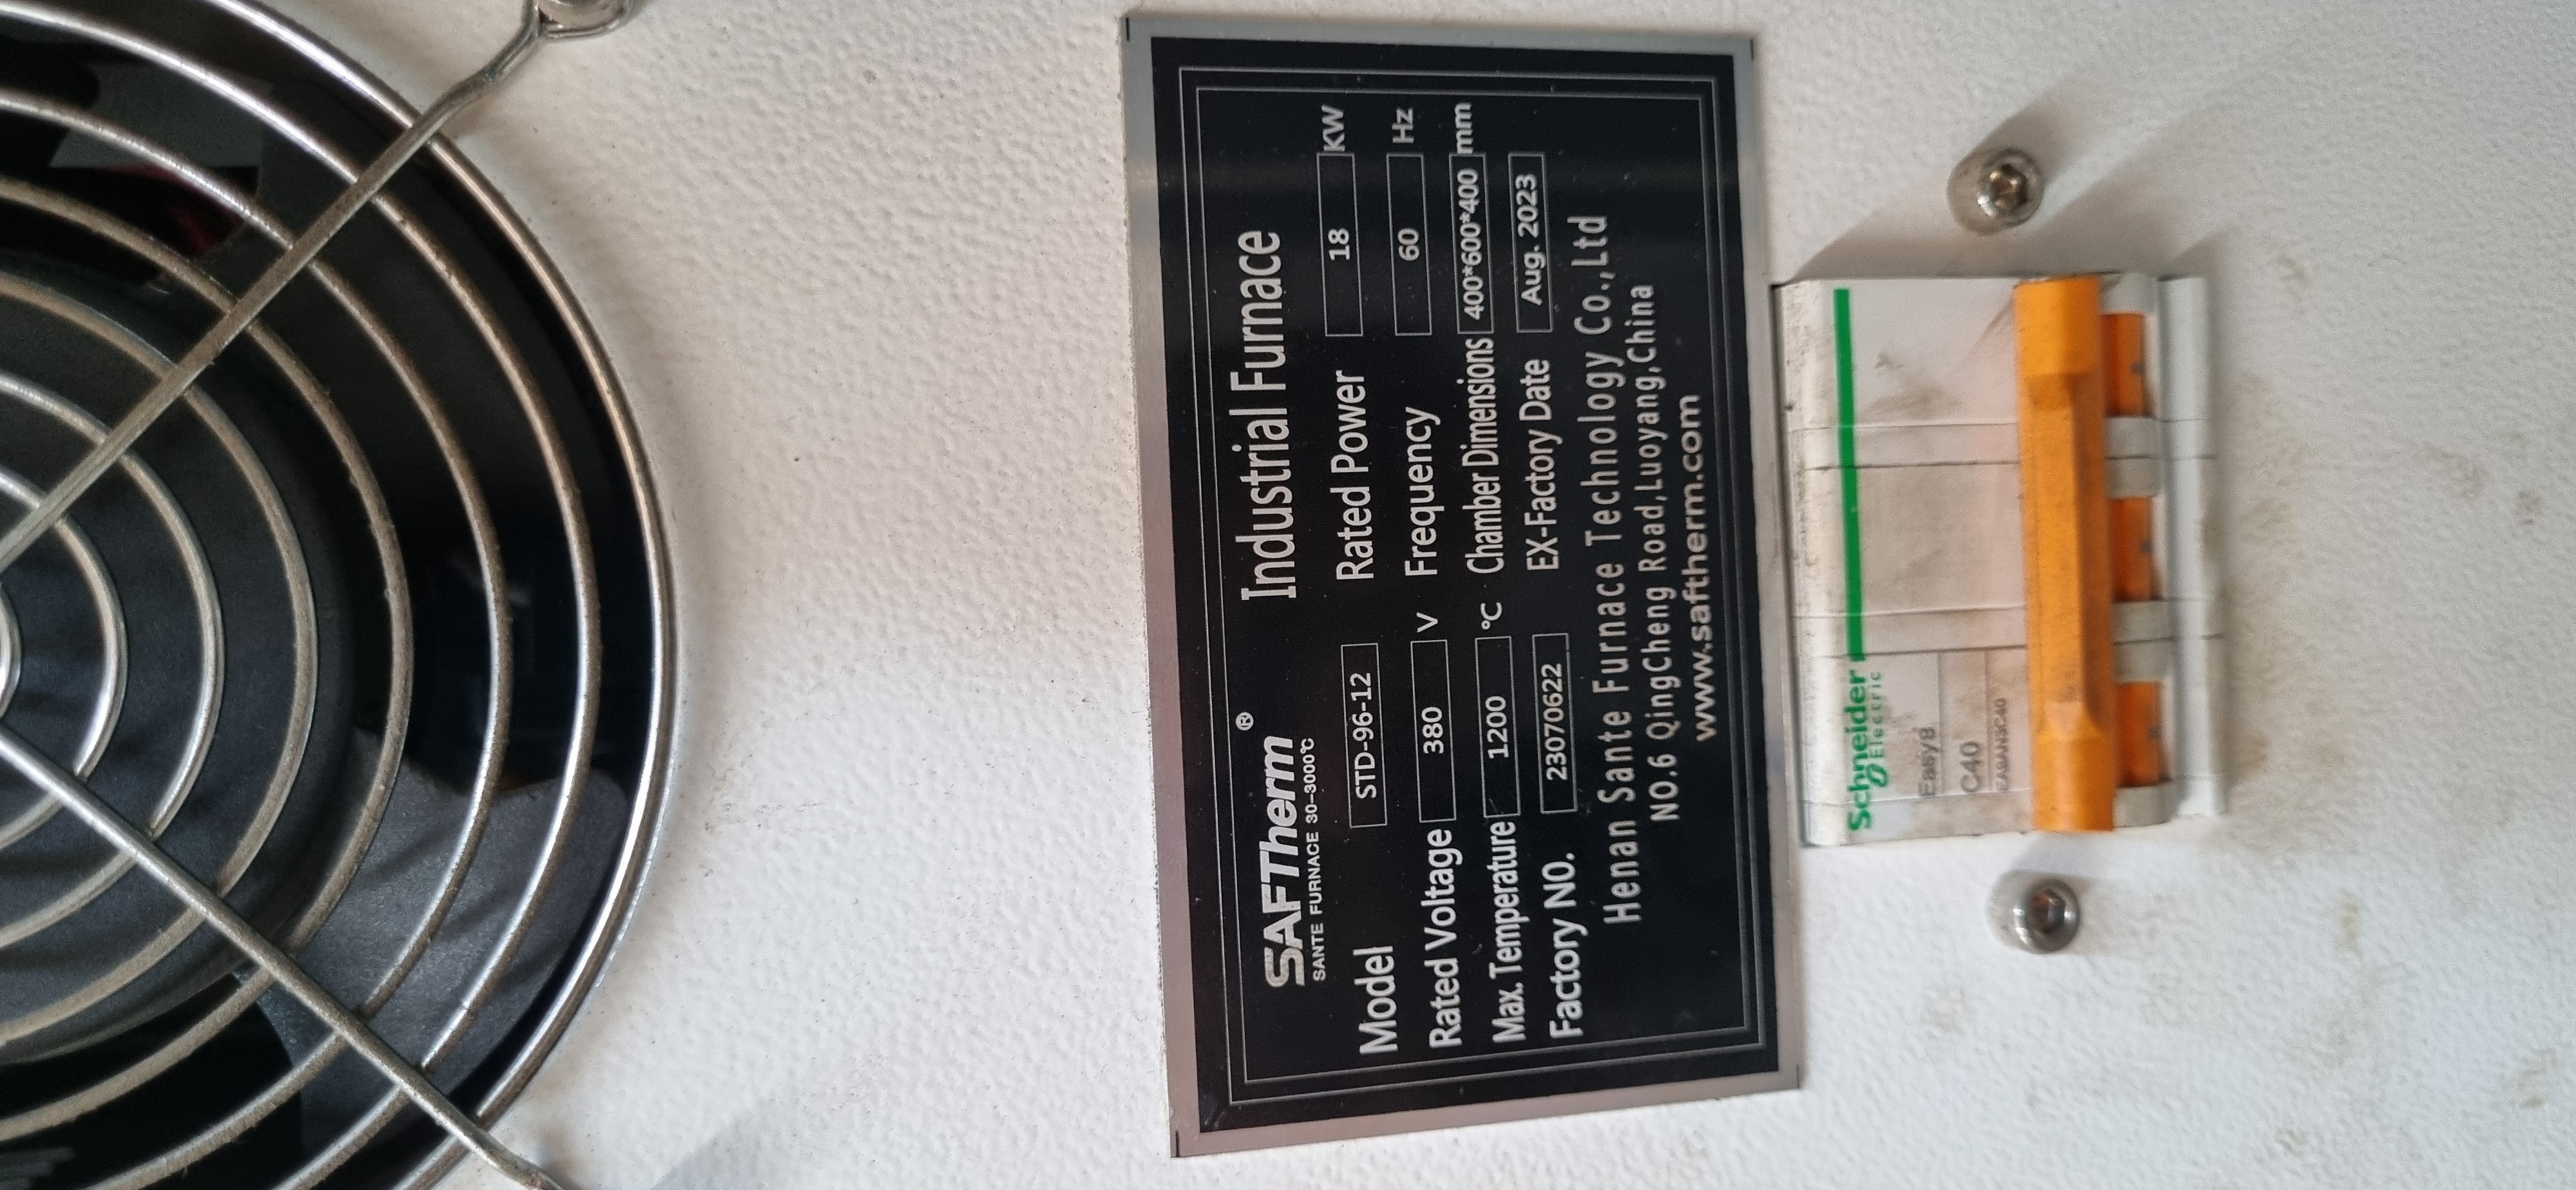 SAFTherm® Industrial Furnace
SANTE FURNACE 30-3000℃
Model STD-96-12 Rated Power 18 KW
Rated Voltage 380 V Frequency 60 Hz
Max. Temperature 1200 ℃ Chamber Dimensions 400*600*400 mm
Factory NO. 23070622 EX-Factory Date Aug. 2023
Henan Sante Furnace Technology Co.,Ltd
NO.6 QingCheng Road,Luoyang,China
www.saftherm.com
Schneider
Electric
Easy8
C40